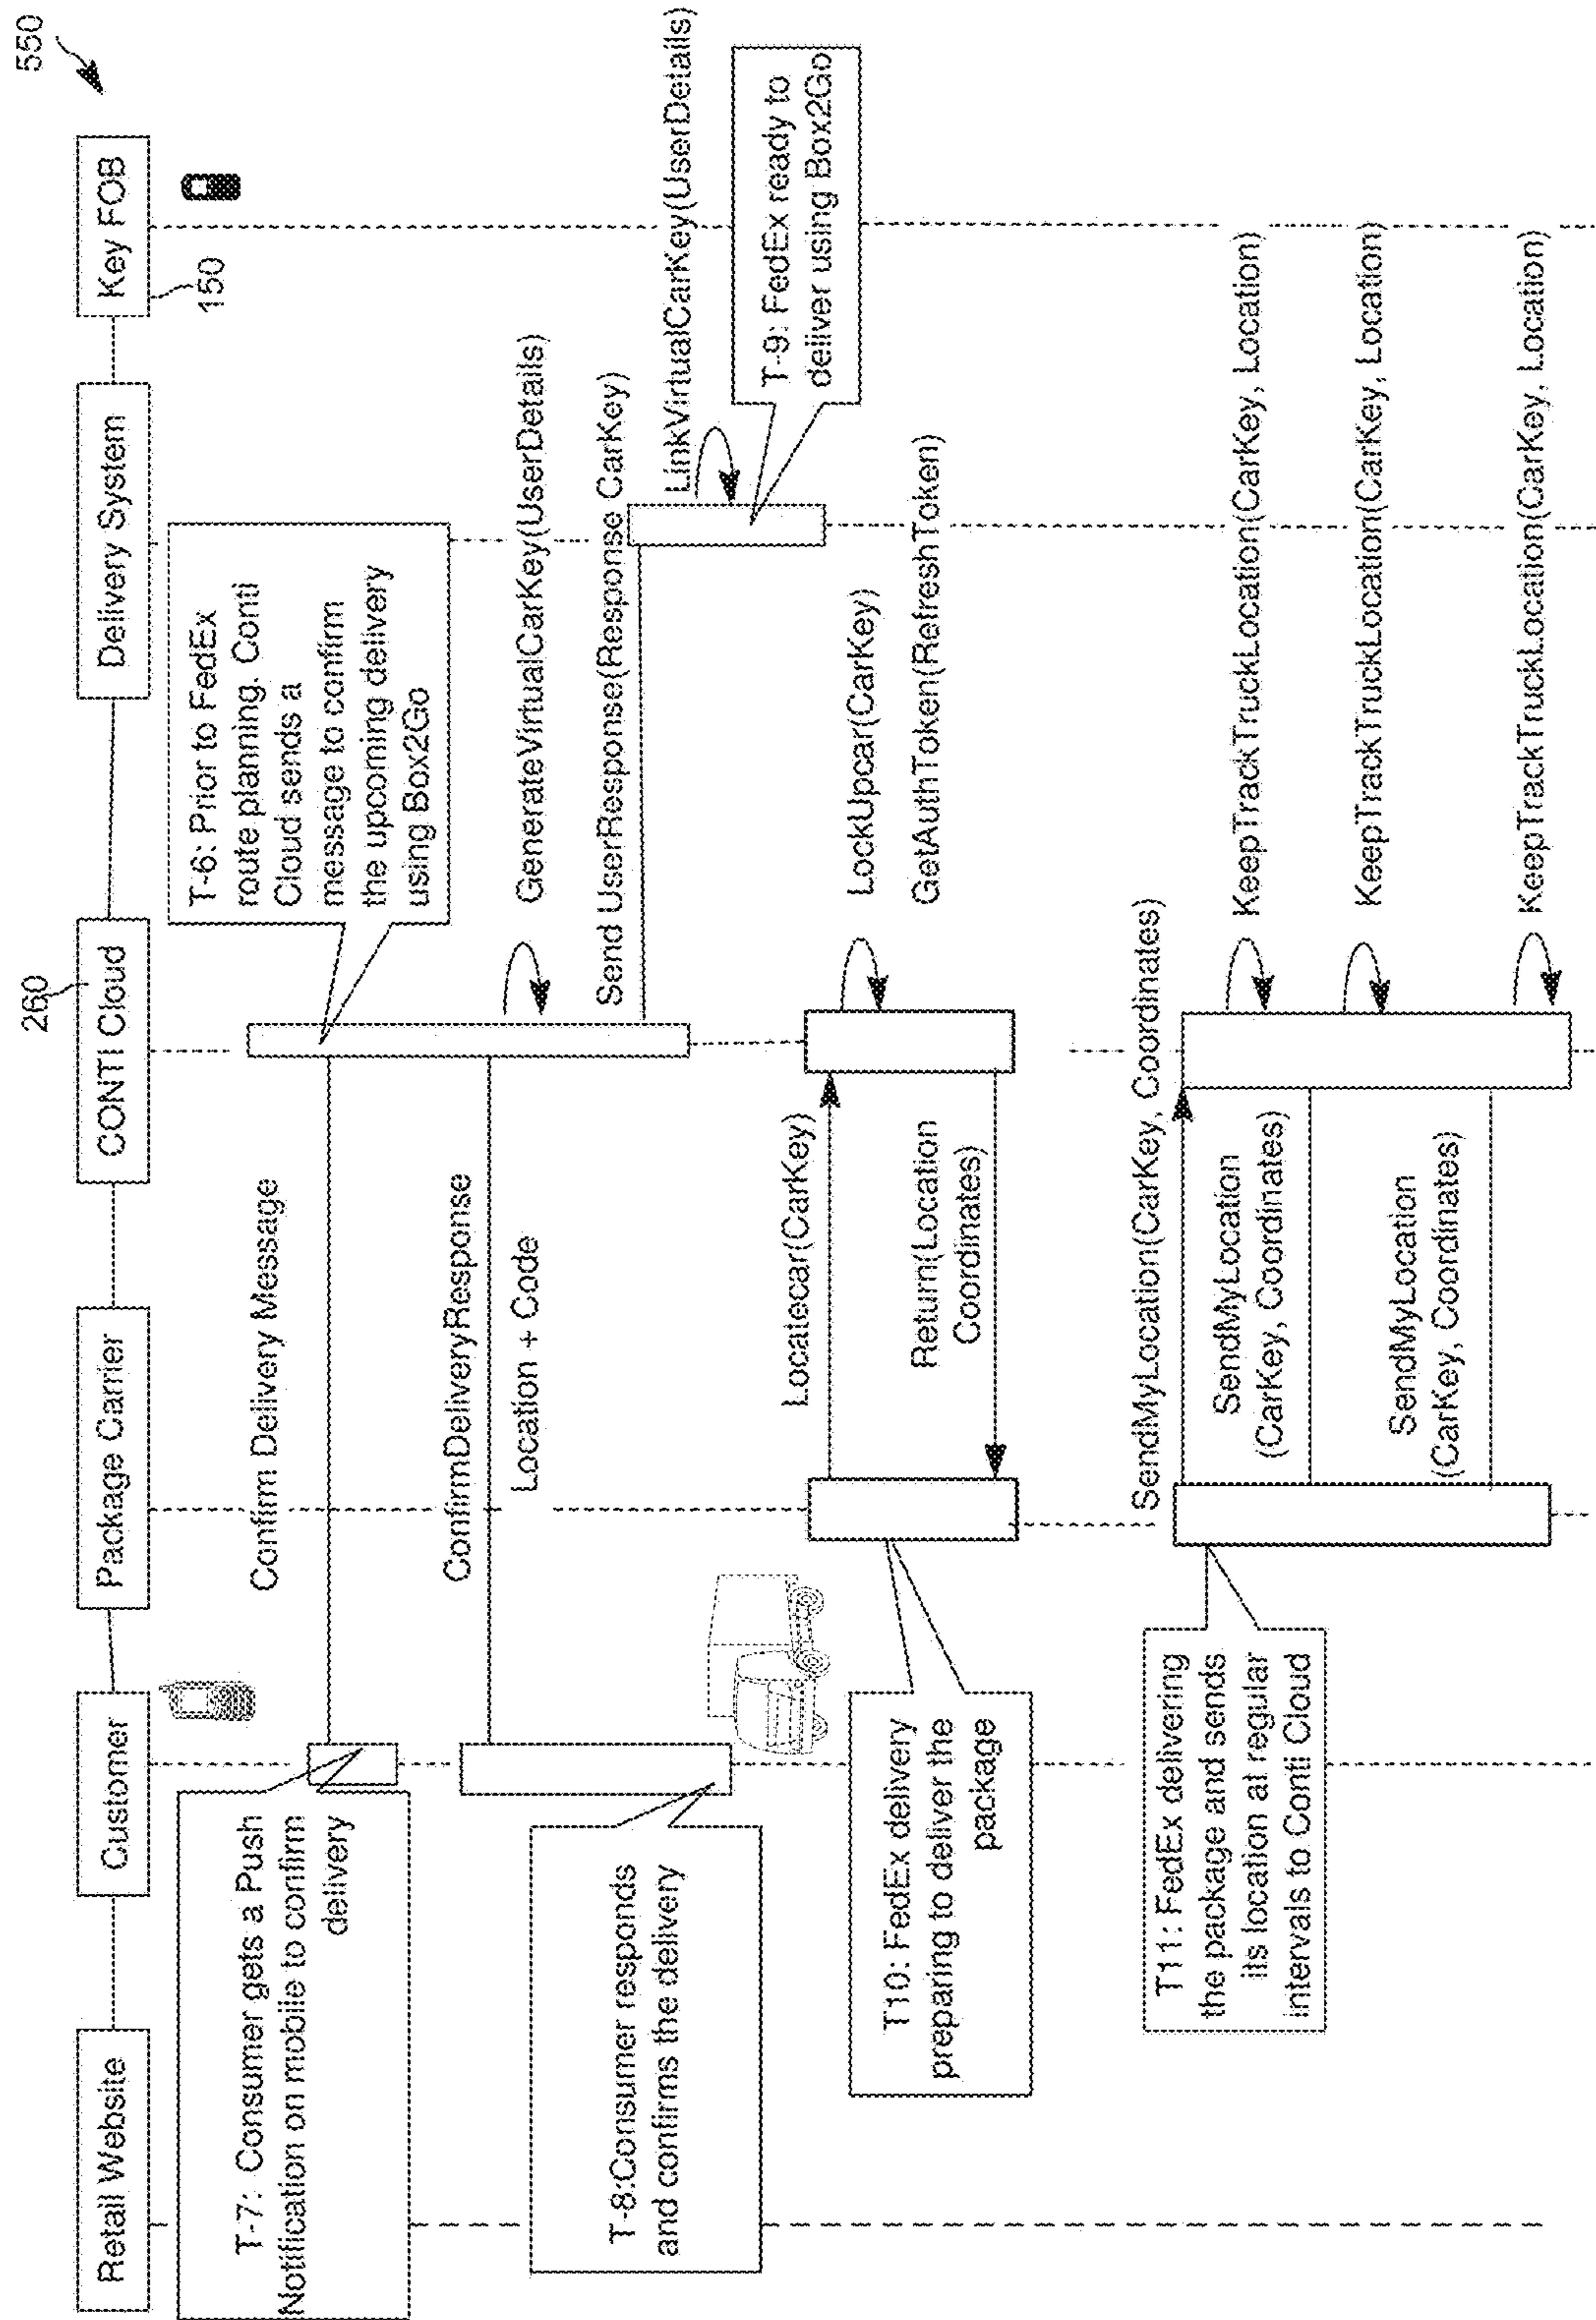 550
Retail Website
Customer
Package Carrier
260
CONTI Cloud
Delivery System
Key FOB
150
T-6: Prior to FedEx
route planning. Conti
Cloud sends a
message to confirm
the upcoming delivery
using Box2Go
Confirm Delivery Message
T-7: Consumer gets a Push
Notification on mobile to confirm
delivery
ConfirmDeliveryResponse
Location + Code
GenerateVirtualCarKey(UserDetails)
Send UserResponse(Response CarKey)
LinkVirtualCarKey(UserDetails)
T-8:Consumer responds
and confirms the delivery
T-9: FedEx ready to
deliver using Box2Go
Locatecar(CarKey)
LockUpcar(CarKey)
GetAuthToken(RefreshToken)
Return(Location
Coordinates)
T10: FedEx delivery
preparing to deliver the
package
SendMyLocation(CarKey, Coordinates)
T11: FedEx delivering
the package and sends
its location at regular
intervals to Conti Cloud
SendMyLocation
(CarKey, Coordinates)
SendMyLocation
(CarKey, Coordinates)
KeepTrackTruckLocation(CarKey, Location)
KeepTrackTruckLocation(CarKey, Location)
KeepTrackTruckLocation(CarKey, Location)